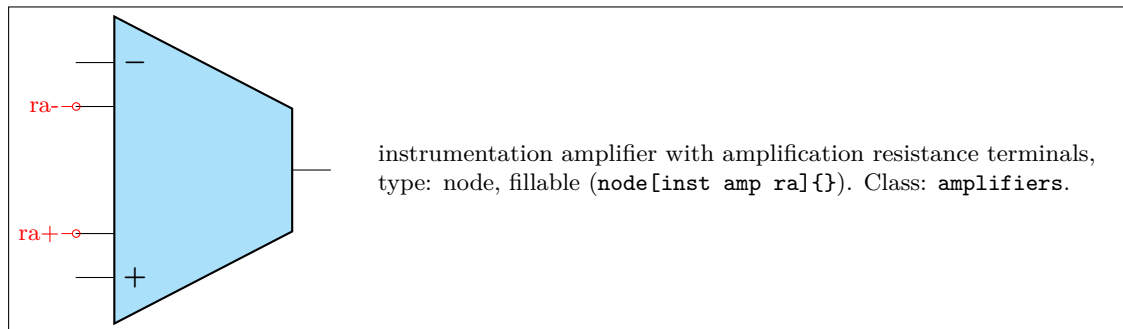 −
ra-
ra+
+
instrumentation amplifier with amplification resistance terminals,
type: node, fillable (node[inst amp ra]{}). Class: amplifiers.